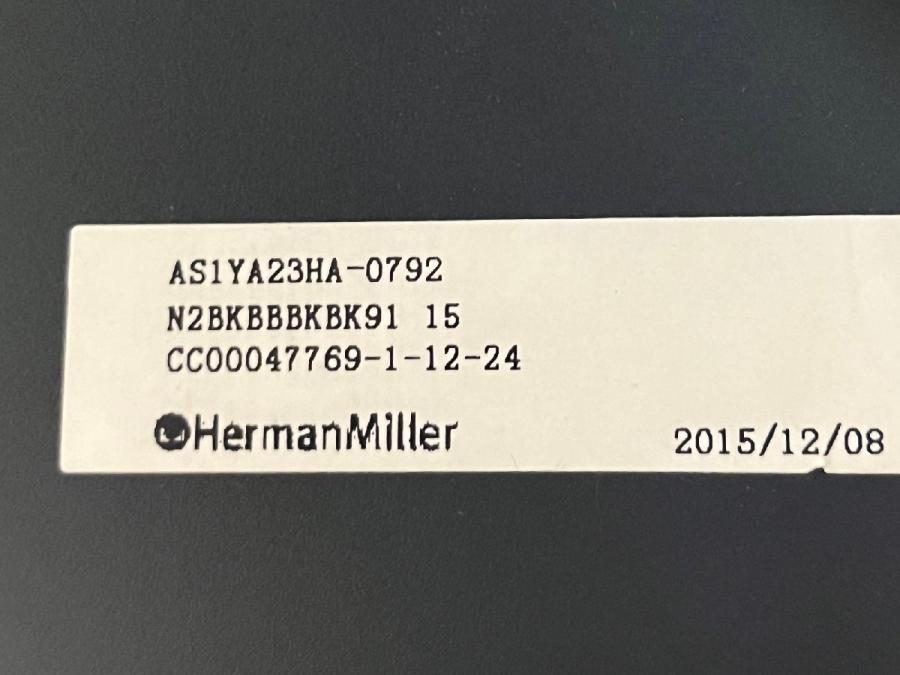 AS1YA23HA-0792
N2BKBBBKBK91 15
CC00047769-1-12-24
HermanMiller
2015/12/08